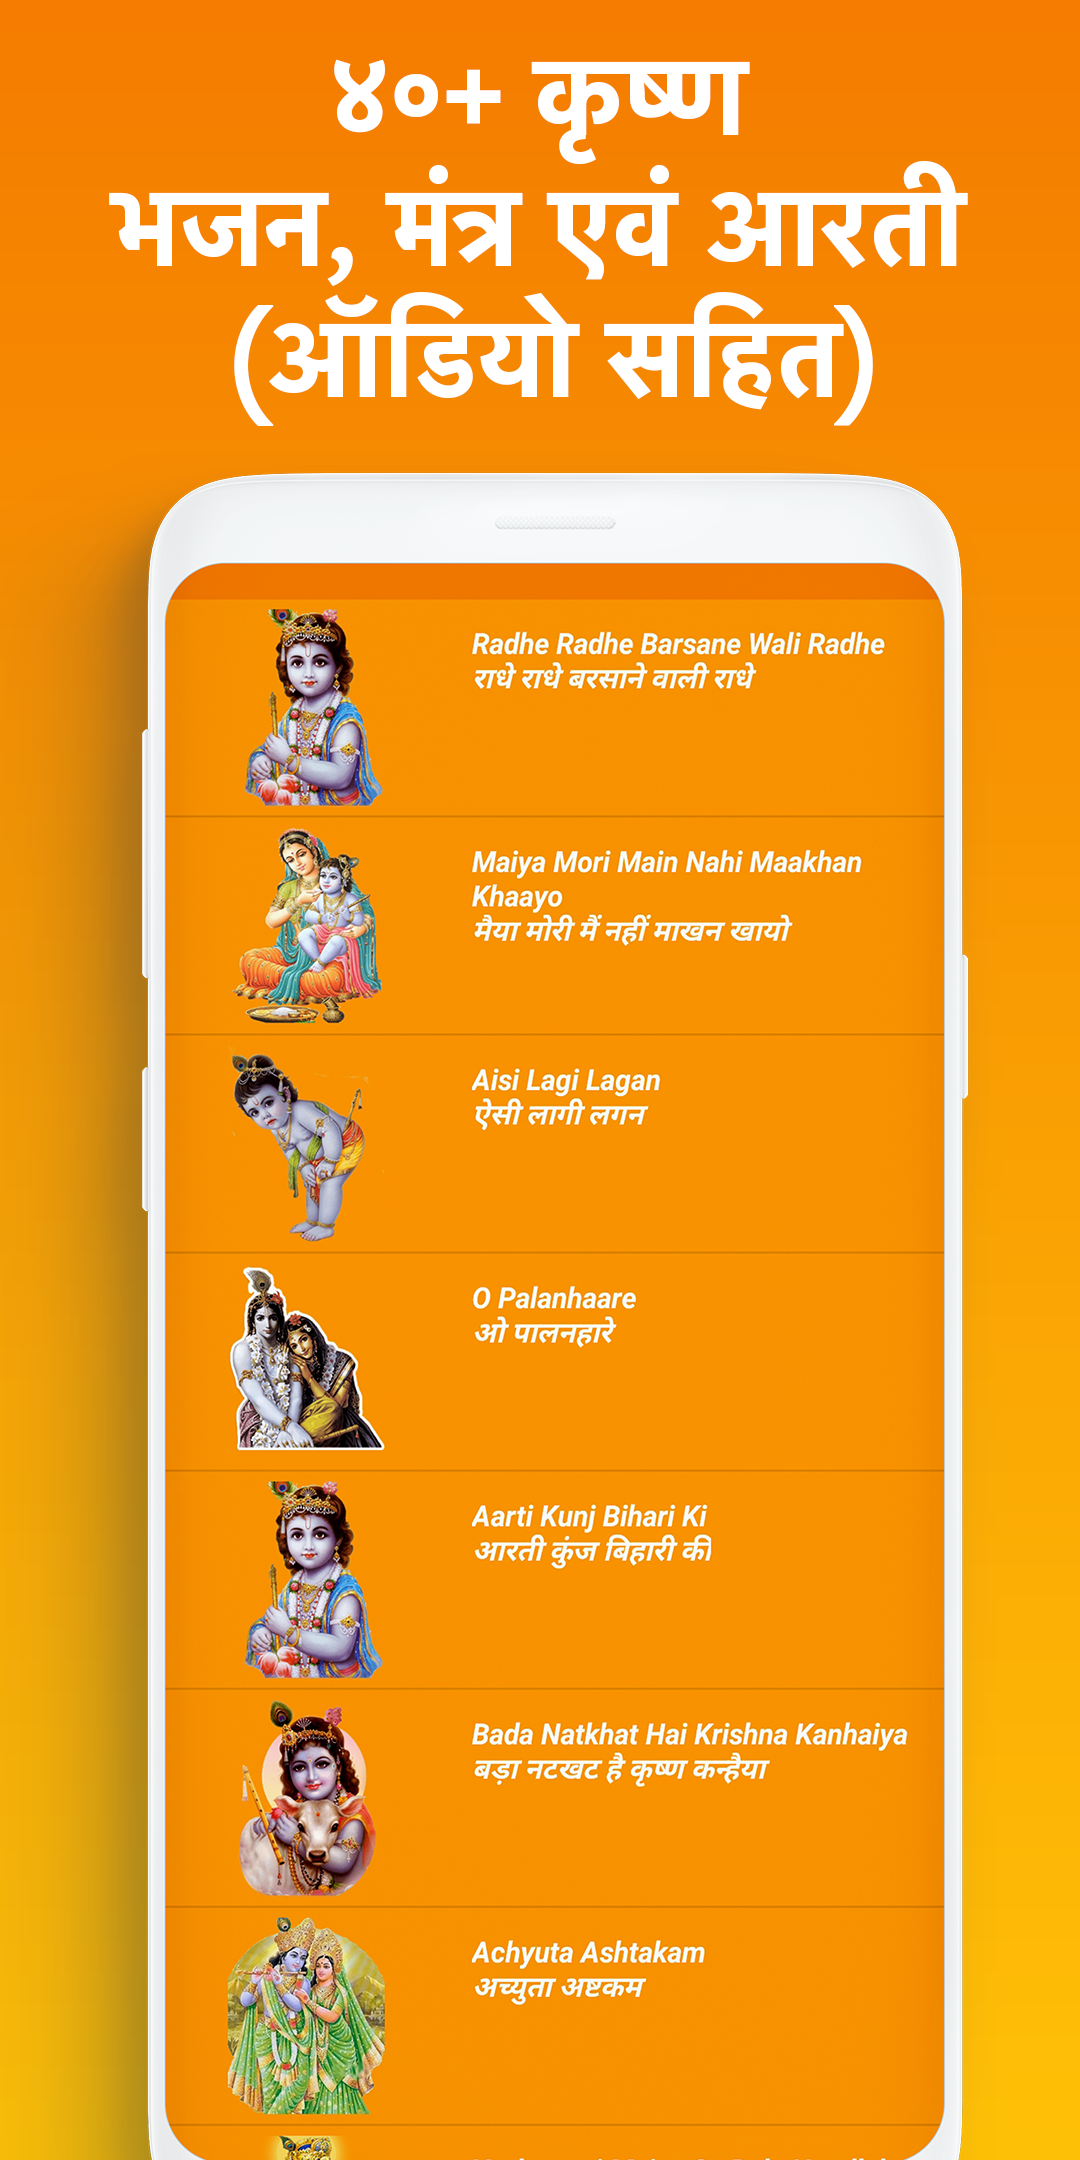 ४०+ कृष्ण
भजन, मंत्र एवं आरती
(ऑडियो सहित)
Radhe Radhe Barsane Wali Radhe
राधे राधे बरसाने वाली राधे
Maiya Mori Main Nahi Maakhan
Khaayo
मैया मोरी मैं नहीं माखन खायो
Aisi Lagi Lagan
ऐसी लागी लगन
O Palanhaare
ओ पालनहारे
Aarti Kunj Bihari Ki
आरती कुंज बिहारी की
Bada Natkhat Hai Krishna Kanhaiya
बड़ा नटखट है कृष्ण कन्हैया
Achyuta Ashtakam
अच्युता अष्टकम